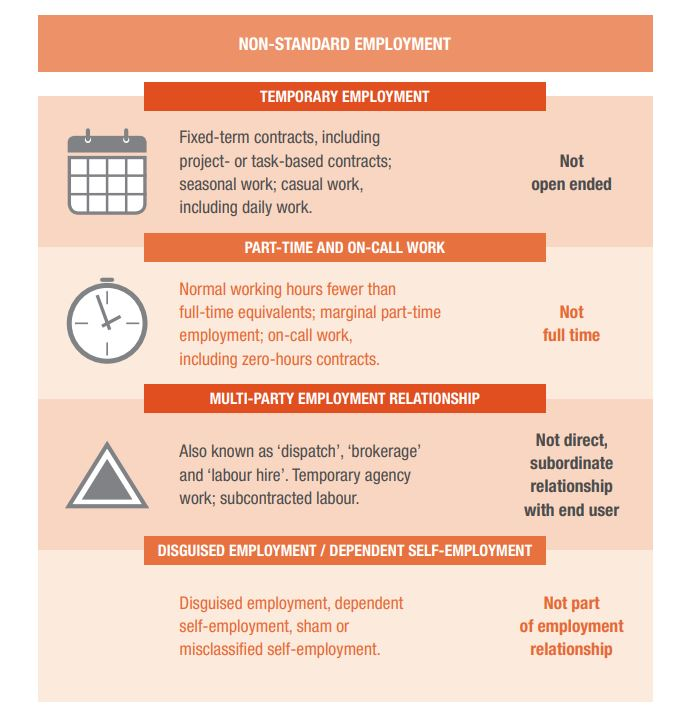 NON-STANDARD EMPLOYMENT
TEMPORARY EMPLOYMENT
Fixed-term contracts, including
project- or task-based contracts;
seasonal work; casual work,
including daily work.
Not
open ended
PART-TIME AND ON-CALL WORK
Normal working hours fewer than
full-time equivalents; marginal part-time
employment; on-call work,
including zero-hours contracts.
Not
full time
MULTI-PARTY EMPLOYMENT RELATIONSHIP
Also known as ‘dispatch’, ‘brokerage’
and ‘labour hire’. Temporary agency
work; subcontracted labour.
Not direct,
subordinate
relationship
with end user
DISGUISED EMPLOYMENT / DEPENDENT SELF-EMPLOYMENT
Disguised employment, dependent
self-employment, sham or
misclassified self-employment.
Not part
of employment
relationship